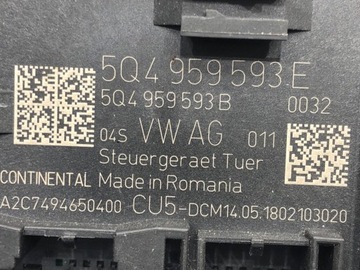 5Q4 959 593 E
5Q4 959 593 B 0032
04S VW AG 011
Steuergeraet Tuer
CONTINENTAL Made in Romania
A2C7494650400 CU5-DCM14.05.1802103020